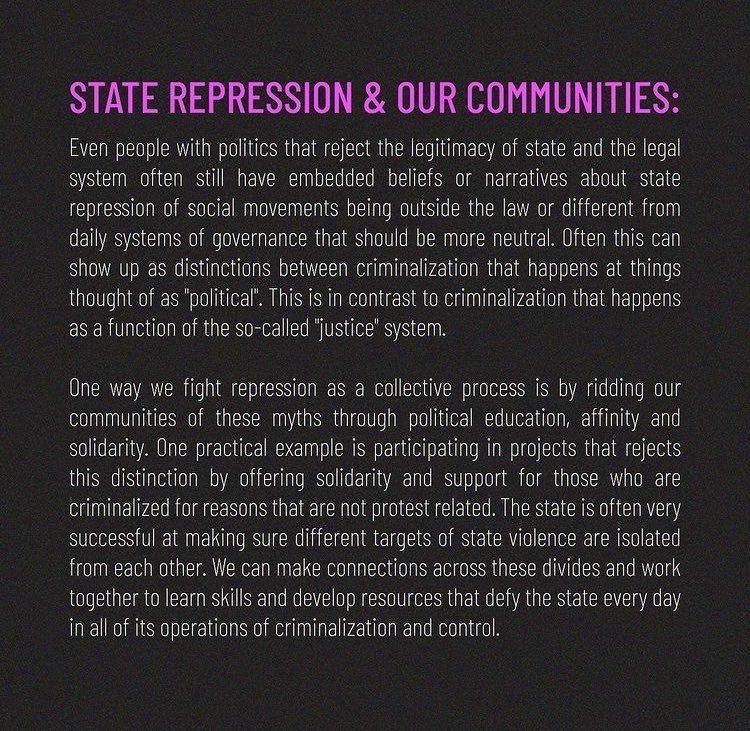 STATE REPRESSION & OUR COMMUNITIES:
Even people with politics that reject the legitimacy of state and the legal
system often still have embedded beliefs or narratives about state
repression of social movements being outside the law or different from
daily systems of governance that should be more neutral. Often this can
show up as distinctions between criminalization that happens at things
thought of as "political". This is in contrast to criminalization that happens
as a function of the so-called "justice" system.
One way we fight repression as a collective process is by ridding our
communities of these myths through political education, affinity and
solidarity. One practical example is participating in projects that rejects
this distinction by offering solidarity and support for those who are
criminalized for reasons that are not protest related. The state is often very
successful at making sure different targets of state violence are isolated
from each other. We can make connections across these divides and work
together to learn skills and develop resources that defy the state every day
in all of its operations of criminalization and control.